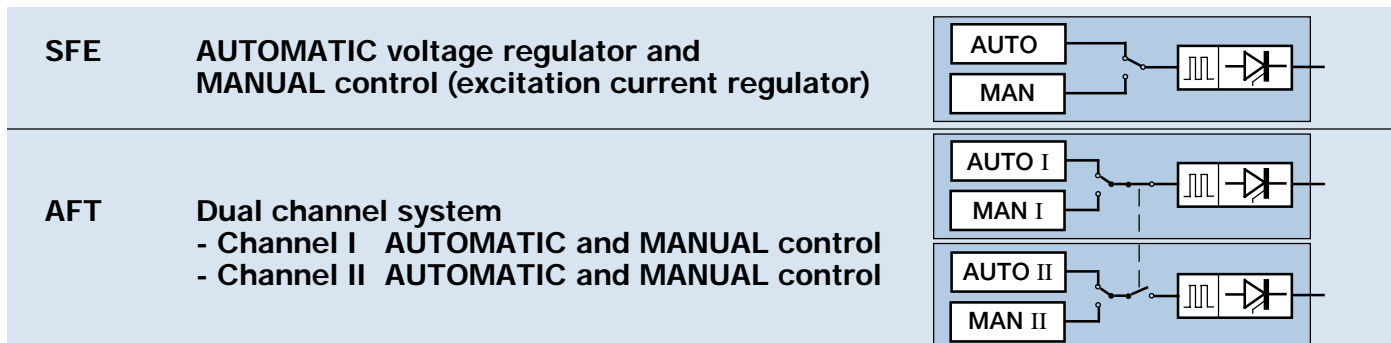 SFE AUTOMATIC voltage regulator and
MANUAL control (excitation current regulator)
AUTO
MAN
AFT Dual channel system
- Channel I AUTOMATIC and MANUAL control
- Channel II AUTOMATIC and MANUAL control
AUTO I
MAN I
AUTO II
MAN II